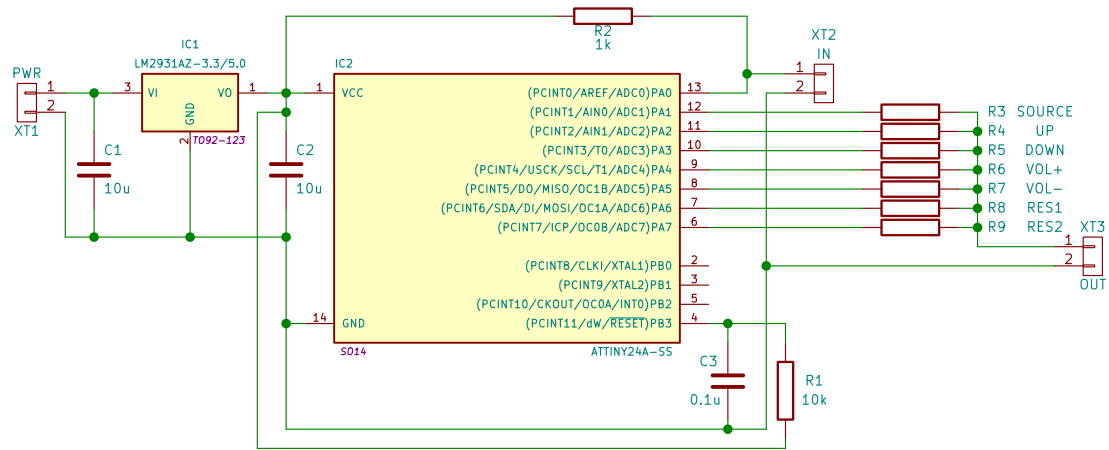 R2
1k
XT2
IN
1
2
PWR
1
2
XT1
IC1
LM2931AZ-3.3/5.0
3
VI
VO
1
GND
2
TO92-123
C1
10u
C2
10u
IC2
1
VCC
14
GND
SO14
ATTINY24A-SS
(PCINT0/AREF/ADC0)PA0 13
(PCINT1/AIN0/ADC1)PA1 12
(PCINT2/AIN1/ADC2)PA2 11
(PCINT3/T0/ADC3)PA3 10
(PCINT4/USCK/SCL/T1/ADC4)PA4 9
(PCINT5/DO/MISO/OC1B/ADC5)PA5 8
(PCINT6/SDA/DI/MOSI/OC1A/ADC6)PA6 7
(PCINT7/ICP/OC0B/ADC7)PA7 6
(PCINT8/CLKI/XTAL1)PB0 2
(PCINT9/XTAL2)PB1 3
(PCINT10/CKOUT/OC0A/INT0)PB2 5
(PCINT11/dW/RESET)PB3 4
R3 SOURCE
R4 UP
R5 DOWN
R6 VOL+
R7 VOL-
R8 RES1
R9 RES2
XT3
1
2
OUT
C3
0.1u
R1
10k